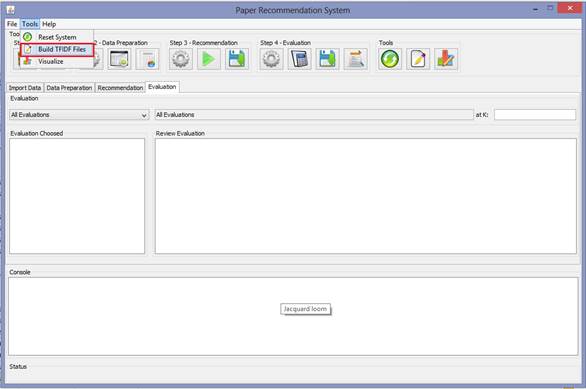 Paper Recommendation System
File Tools Help
Reset System
Build TFIDF Files
Visualize
2 - Data Preparation
Step 3 - Recommendation
Step 4 - Evaluation
Tools
Import Data Data Preparation Recommendation Evaluation
Evaluation
All Evaluations
All Evaluations
at K:
Evaluation Choosed
Review Evaluation
Console
Jacquard loom
Status